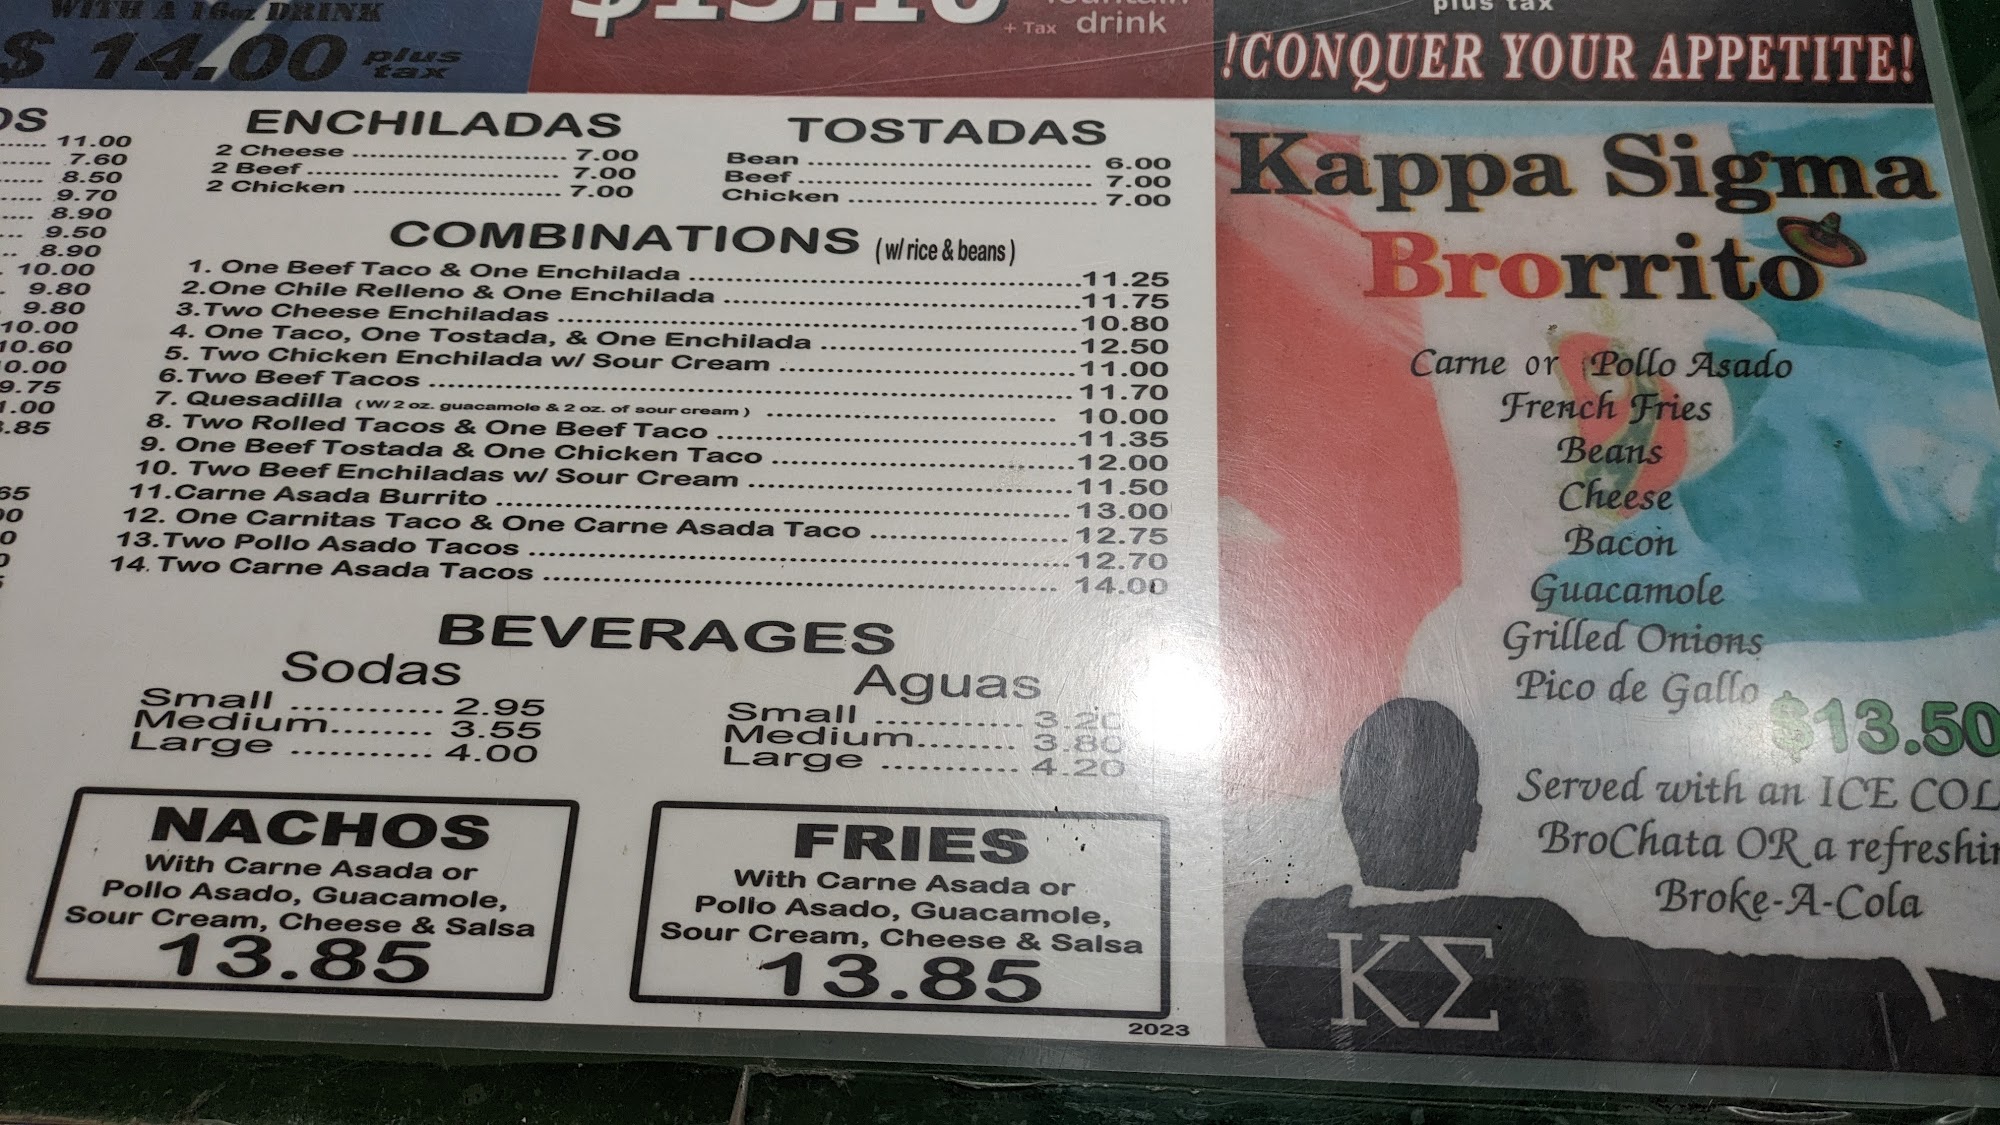 WITH A 16oz DRINK
$ 14.00 plus tax
+ Tax
drink
plus tax
!CONQUER YOUR APPETITE!
11.00
7.60
8.50
9.70
8.90
9.50
8.90
10.00
9.80
9.80
10.00
10.60
9.75
ENCHILADAS
2 Cheese ........................ 7.00
2 Beef ............................ 7.00
2 Chicken ....................... 7.00
TOSTADAS
Bean ................................ 6.00
Beef ................................. 7.00
Chicken ............................ 7.00
COMBINATIONS (w/ rice & beans)
1. One Beef Taco & One Enchilada ............................................11.25
2.One Chile Relleno & One Enchilada ........................................11.75
3.Two Cheese Enchiladas ..........................................................10.80
4. One Taco, One Tostada, & One Enchilada .............................12.50
5. Two Chicken Enchilada w/ Sour Cream .................................11.00
6.Two Beef Tacos .......................................................................11.70
7. Quesadilla (W/ 2 oz. guacamole & 2 oz. of sour cream) ................................ 10.00
8. Two Rolled Tacos & One Beef Taco ........................................11.35
9. One Beef Tostada & One Chicken Taco ..................................12.00
10. Two Beef Enchiladas w/ Sour Cream ....................................11.50
11.Carne Asada Burrito ................................................................13.00
12. One Carnitas Taco & One Carne Asada Taco ...................... 12.75
13.Two Pollo Asado Tacos ...........................................................12.70
14. Two Carne Asada Tacos ......................................................... 14.00
BEVERAGES
Sodas
Small ............ 2.95
Medium........ 3.55
Large ........... 4.00
Aguas
Small ............ 3.20
Medium........ 3.80
Large ........... 4.20
NACHOS
With Carne Asada or
Pollo Asado, Guacamole,
Sour Cream, Cheese & Salsa
13.85
FRIES
With Carne Asada or
Pollo Asado, Guacamole,
Sour Cream, Cheese & Salsa
13.85
2023
Kappa Sigma
Brorrito
Carne or Pollo Asado
French Fries
Beans
Cheese
Bacon
Guacamole
Grilled Onions
Pico de Gallo
$13.50
Served with an ICE
BroChata OR a
Broke-A-Cola
ΚΣ